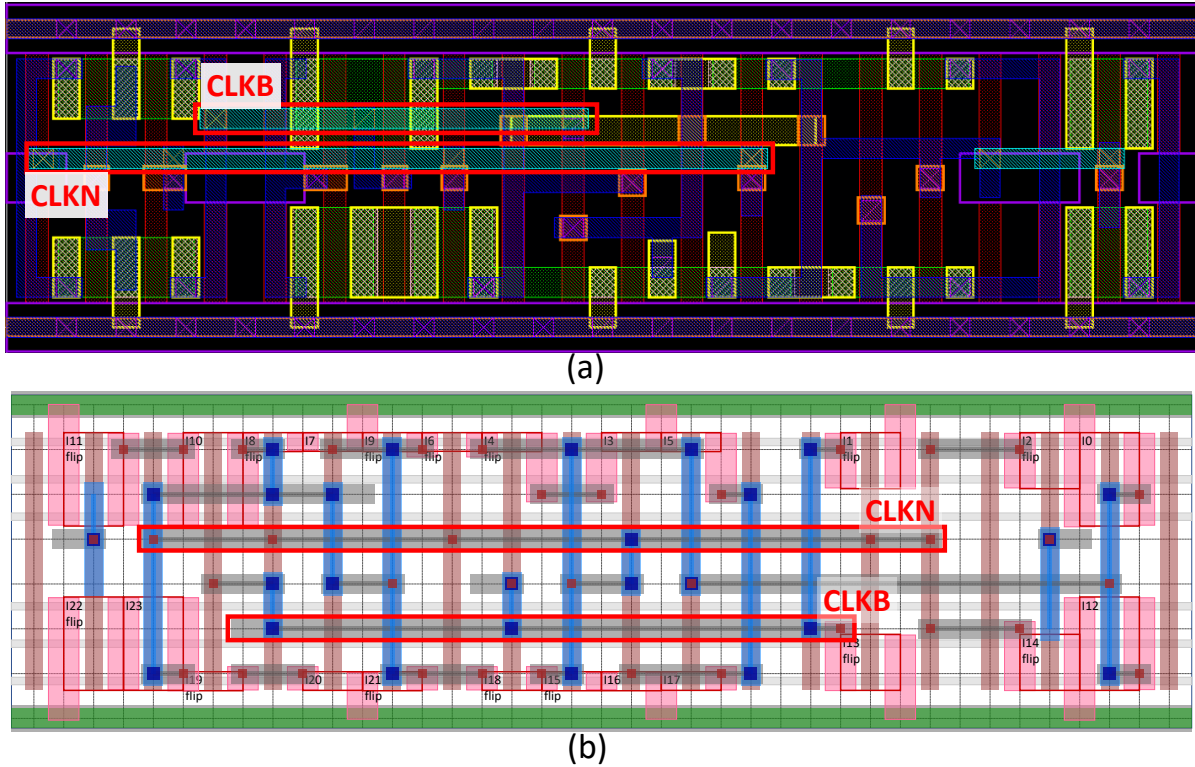 CLKB
CLKN
(a)
I11 flip
I10
I8 flip
I7
I9 flip
I6 flip
I4 flip
I3 flip
I5
I1 flip
I2 flip
I0
CLKN
CLKB
I22 flip
I23
I12
I13 flip
I14 flip
I19 flip
I20
I21 flip
I18 flip
I15 flip
I16
I17
(b)